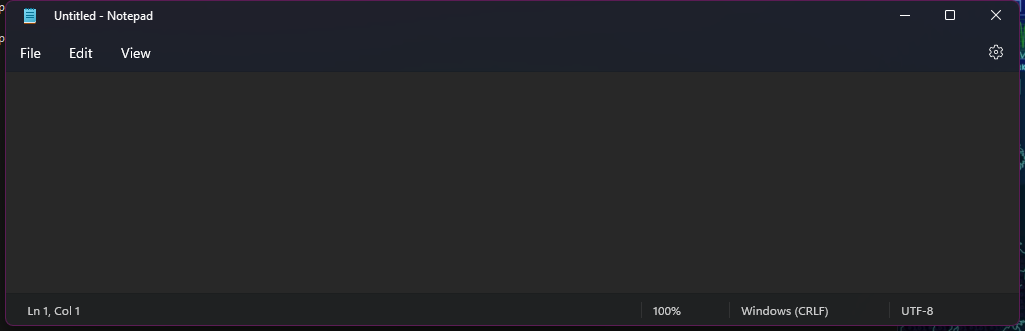 Untitled - Notepad
File Edit View
Ln 1, Col 1 100% Windows (CRLF) UTF-8